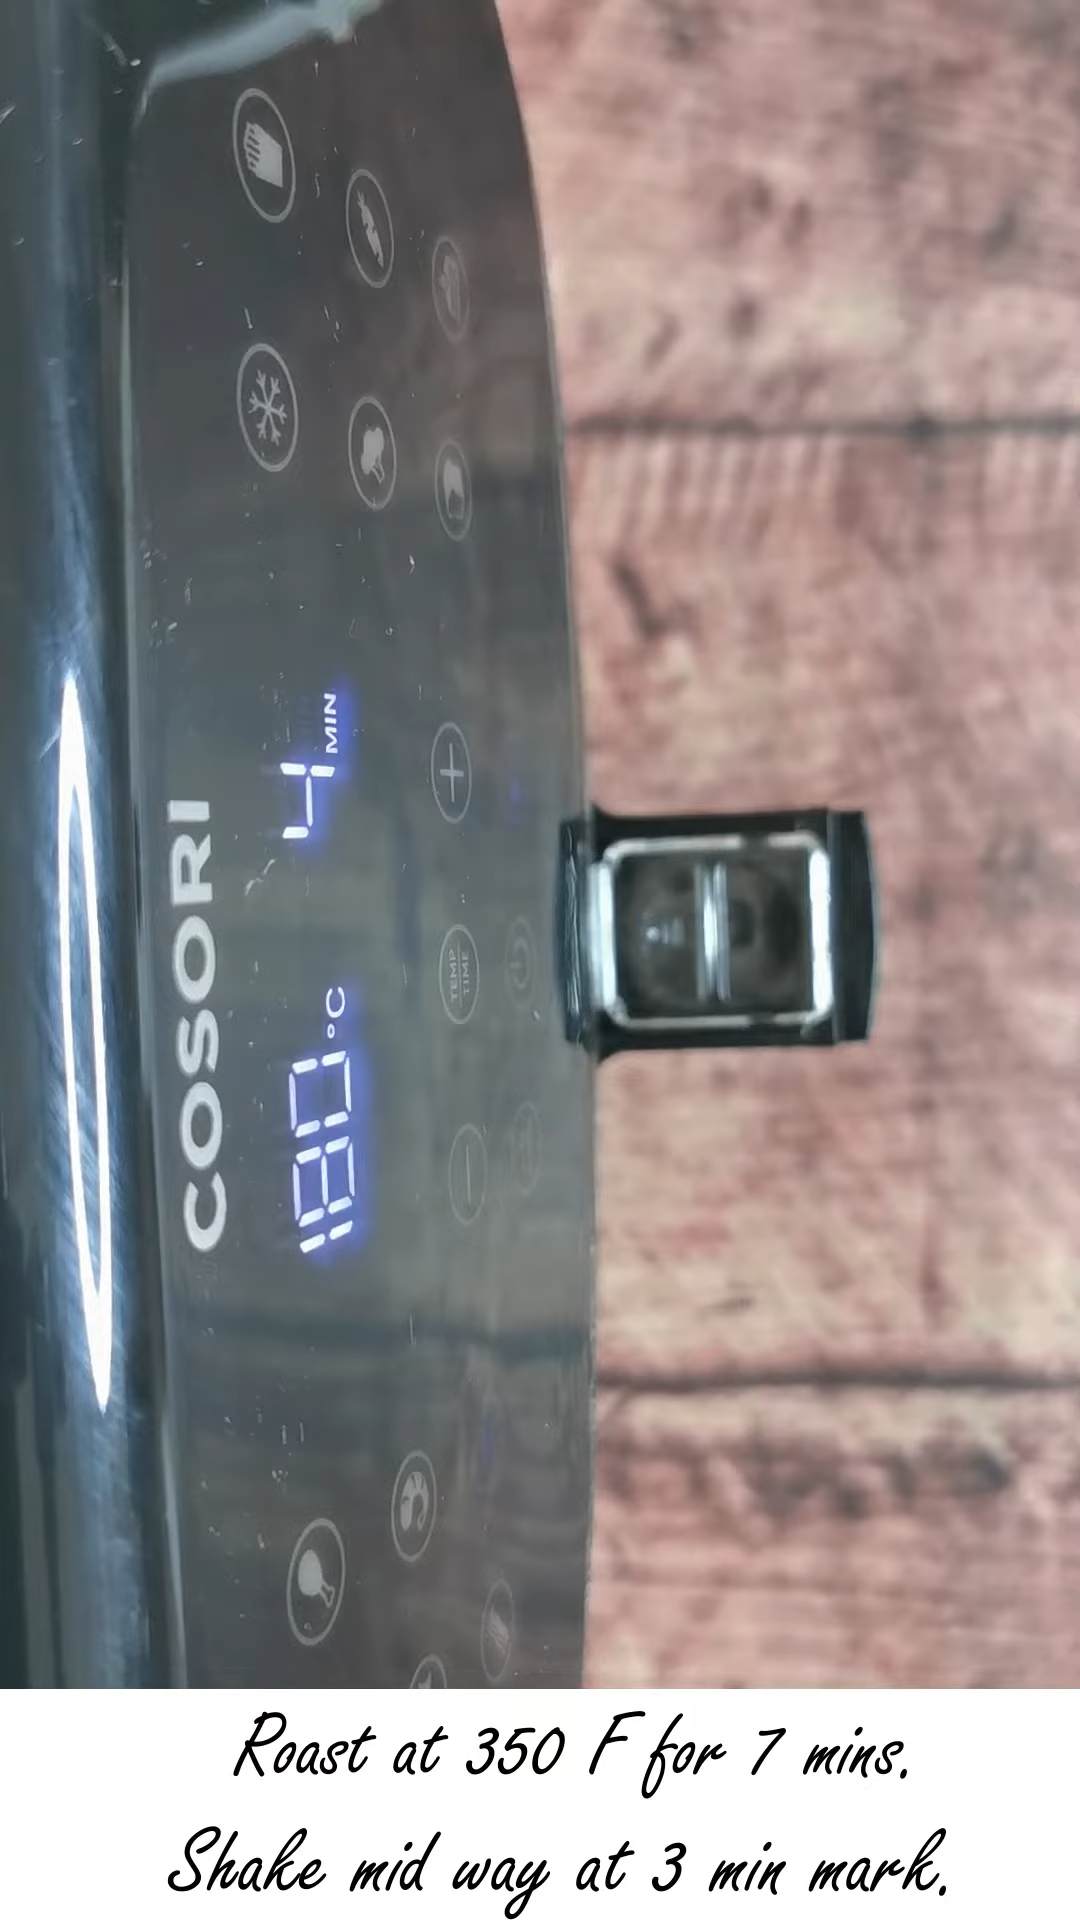 COSORI
180 °C 4 MIN
TEMP
TIME
Roast at 350 F for 7 mins.
Shake mid way at 3 min mark.